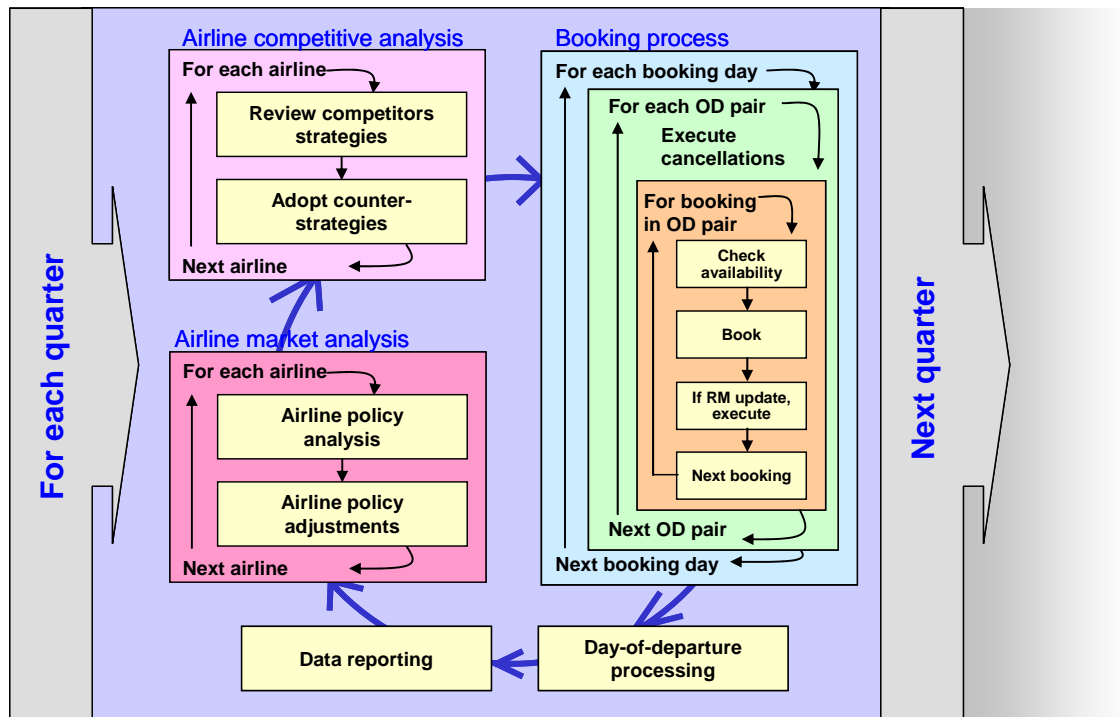 For each quarter
Airline competitive analysis
For each airline
Review competitors
strategies
Adopt counter-
strategies
Next airline
Airline market analysis
For each airline
Airline policy
analysis
Airline policy
adjustments
Next airline
Booking process
For each booking day
For each OD pair
Execute
cancellations
For booking
in OD pair
Check
availability
Book
If RM update,
execute
Next booking
Next OD pair
Next booking day
Data reporting
Day-of-departure
processing
Next quarter